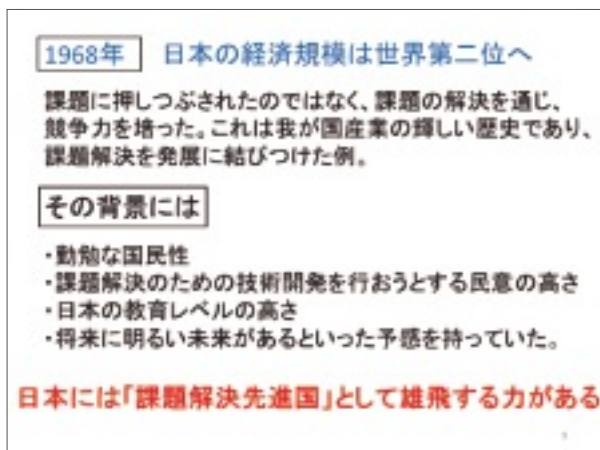 1968年 日本の経済規模は世界第二位へ
課題に押しつぶされたのではなく、課題の解決を通じ、
競争力を培った。これは我が国産業の輝しい歴史であり、
課題解決を発展に結びつけた例。
その背景には
・勤勉な国民性
・課題解決のための技術開発を行おうとする民意の高さ
・日本の教育レベルの高さ
・将来に明るい未来があるといった予感を持っていた。
日本には「課題解決先進国」として雄飛する力がある